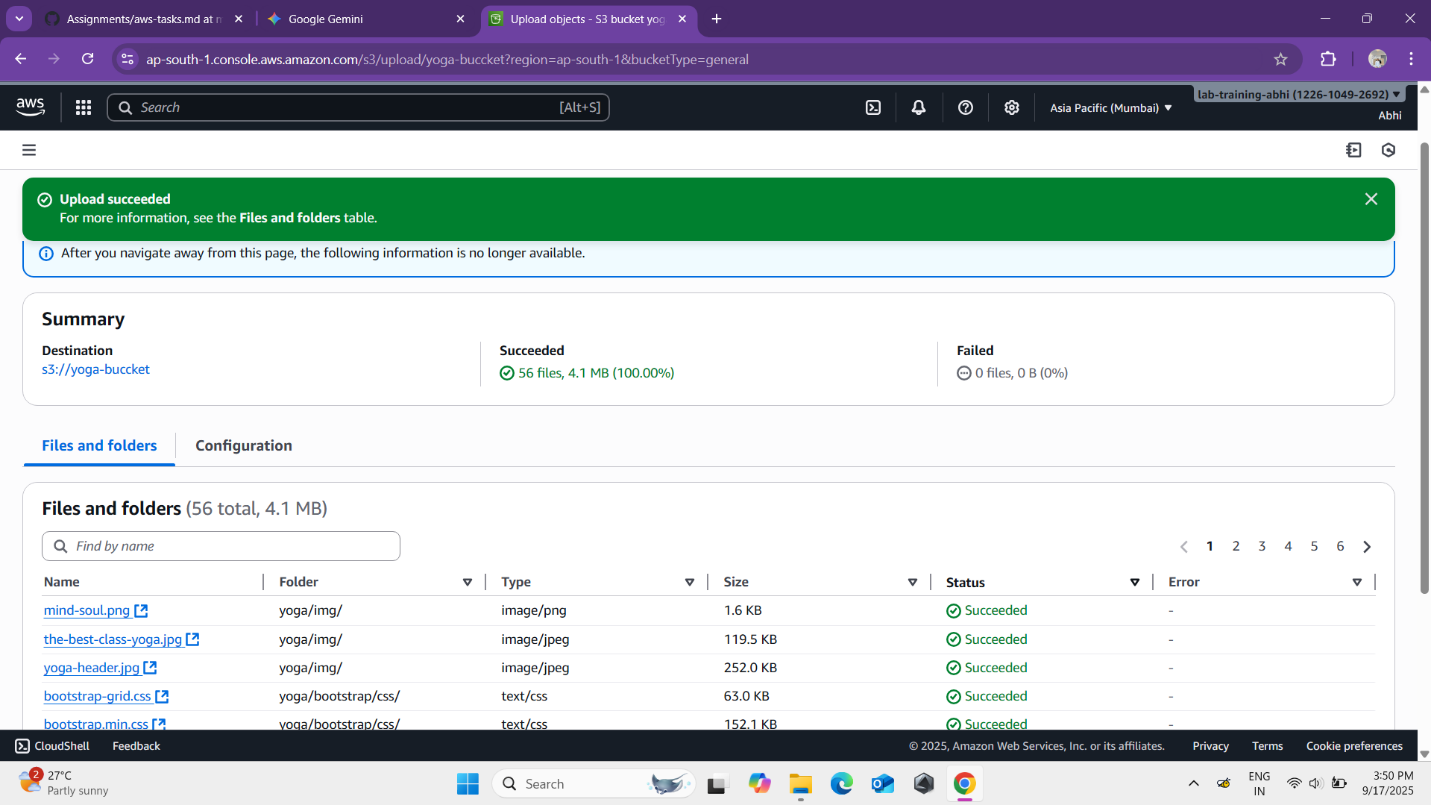 Assignments/aws-tasks.md at n
Google Gemini
Upload objects - S3 bucket yog
ap-south-1.console.aws.amazon.com/s3/upload/yoga-buccket?region=ap-south-1&bucketType=general
aws
Search [Alt+S]
Asia Pacific (Mumbai)
lab-training-abhi (1226-1049-2692)
Abhi
Upload succeeded
For more information, see the Files and folders table.
After you navigate away from this page, the following information is no longer available.
Summary
Destination
s3://yoga-buccket
Succeeded
56 files, 4.1 MB (100.00%)
Failed
0 files, 0 B (0%)
Files and folders Configuration
Files and folders (56 total, 4.1 MB)
Find by name
1 2 3 4 5 6
Name Folder Type Size Status Error
mind-soul.png yoga/img/ image/png 1.6 KB Succeeded -
the-best-class-yoga.jpg yoga/img/ image/jpeg 119.5 KB Succeeded -
yoga-header.jpg yoga/img/ image/jpeg 252.0 KB Succeeded -
bootstrap-grid.css yoga/bootstrap/css/ text/css 63.0 KB Succeeded -
bootstrap.min.css yoga/bootstrap/css/ text/css 152.1 KB Succeeded -
CloudShell Feedback © 2025, Amazon Web Services, Inc. or its affiliates. Privacy Terms Cookie preferences
2
27°C
Partly sunny
Search
ENG
IN
3:50 PM
9/17/2025